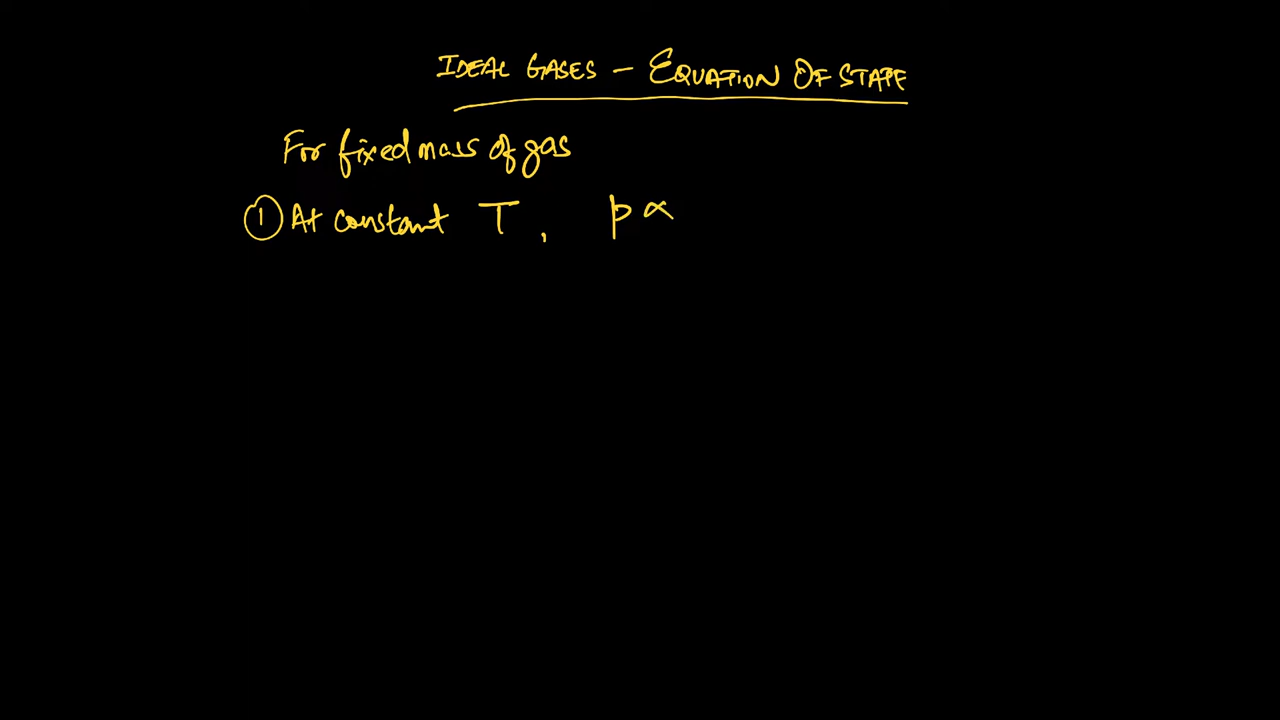 IDEAL GASES - EQUATION OF STATE
For fixed mass of gas
① At constant T, p ∝